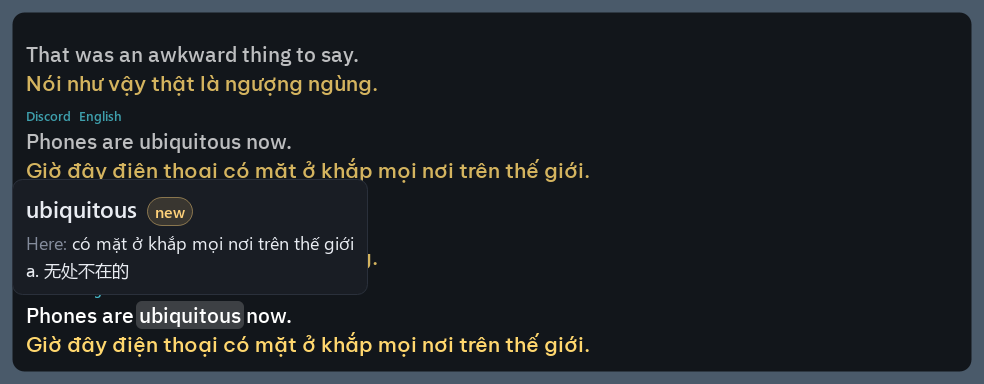 That was an awkward thing to say.
Nói như vậy thật là ngượng ngùng.
Discord English
Phones are ubiquitous now.
Giờ đây điện thoại có mặt ở khắp mọi nơi trên thế giới.
ubiquitous new
Here: có mặt ở khắp mọi nơi trên thế giới
a. 无处不在的
Phones are ubiquitous now.
Giờ đây điện thoại có mặt ở khắp mọi nơi trên thế giới.